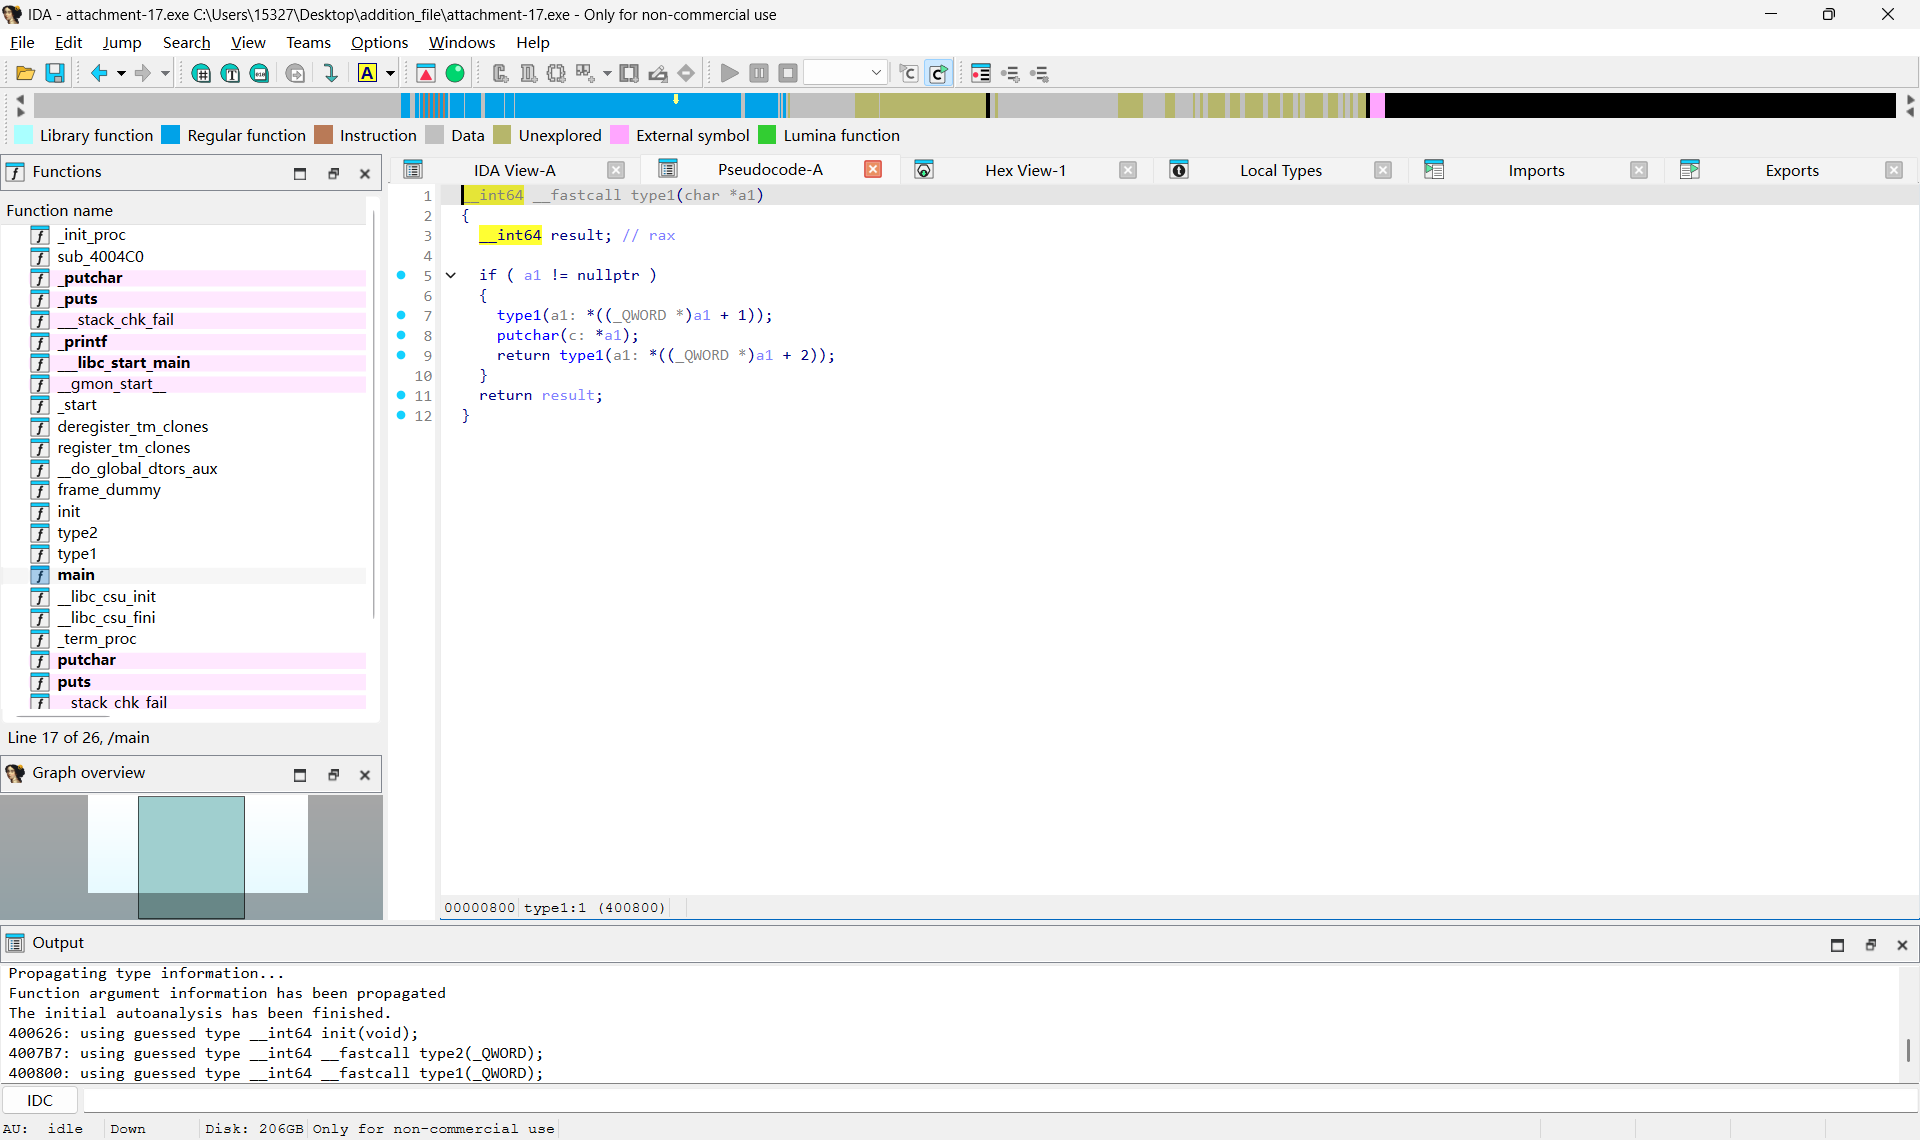 IDA - attachment-17.exe C:\Users\15327\Desktop\addition_file\attachment-17.exe - Only for non-commercial use
File Edit Jump Search View Teams Options Windows Help
Library function Regular function Instruction Data Unexplored External symbol Lumina function
Functions
Function name
_init_proc
sub_4004C0
_putchar
_puts
___stack_chk_fail
_printf
___libc_start_main
__gmon_start__
_start
deregister_tm_clones
register_tm_clones
__do_global_dtors_aux
frame_dummy
init
type2
type1
main
__libc_csu_init
__libc_csu_fini
_term_proc
putchar
puts
__stack_chk_fail
Line 17 of 26, /main
Graph overview
IDA View-A Pseudocode-A Hex View-1 Local Types Imports Exports
1 __int64 __fastcall type1(char *a1)
2 {
3 __int64 result; // rax
4
5 if ( a1 != nullptr )
6 {
7 type1(a1: *((_QWORD *)a1 + 1));
8 putchar(c: *a1);
9 return type1(a1: *((_QWORD *)a1 + 2));
10 }
11 return result;
12 }
00000800 type1:1 (400800)
Output
Propagating type information...
Function argument information has been propagated
The initial autoanalysis has been finished.
400626: using guessed type __int64 init(void);
4007B7: using guessed type __int64 __fastcall type2(_QWORD);
400800: using guessed type __int64 __fastcall type1(_QWORD);
IDC
AU: idle Down Disk: 206GB Only for non-commercial use